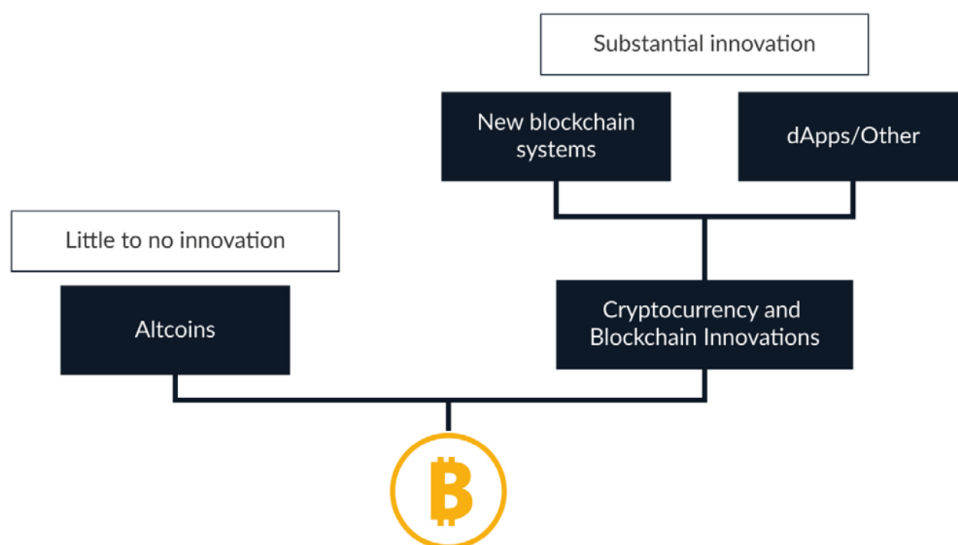 Substantial innovation
New blockchain
systems
dApps/Other
Little to no innovation
Altcoins
Cryptocurrency and
Blockchain Innovations